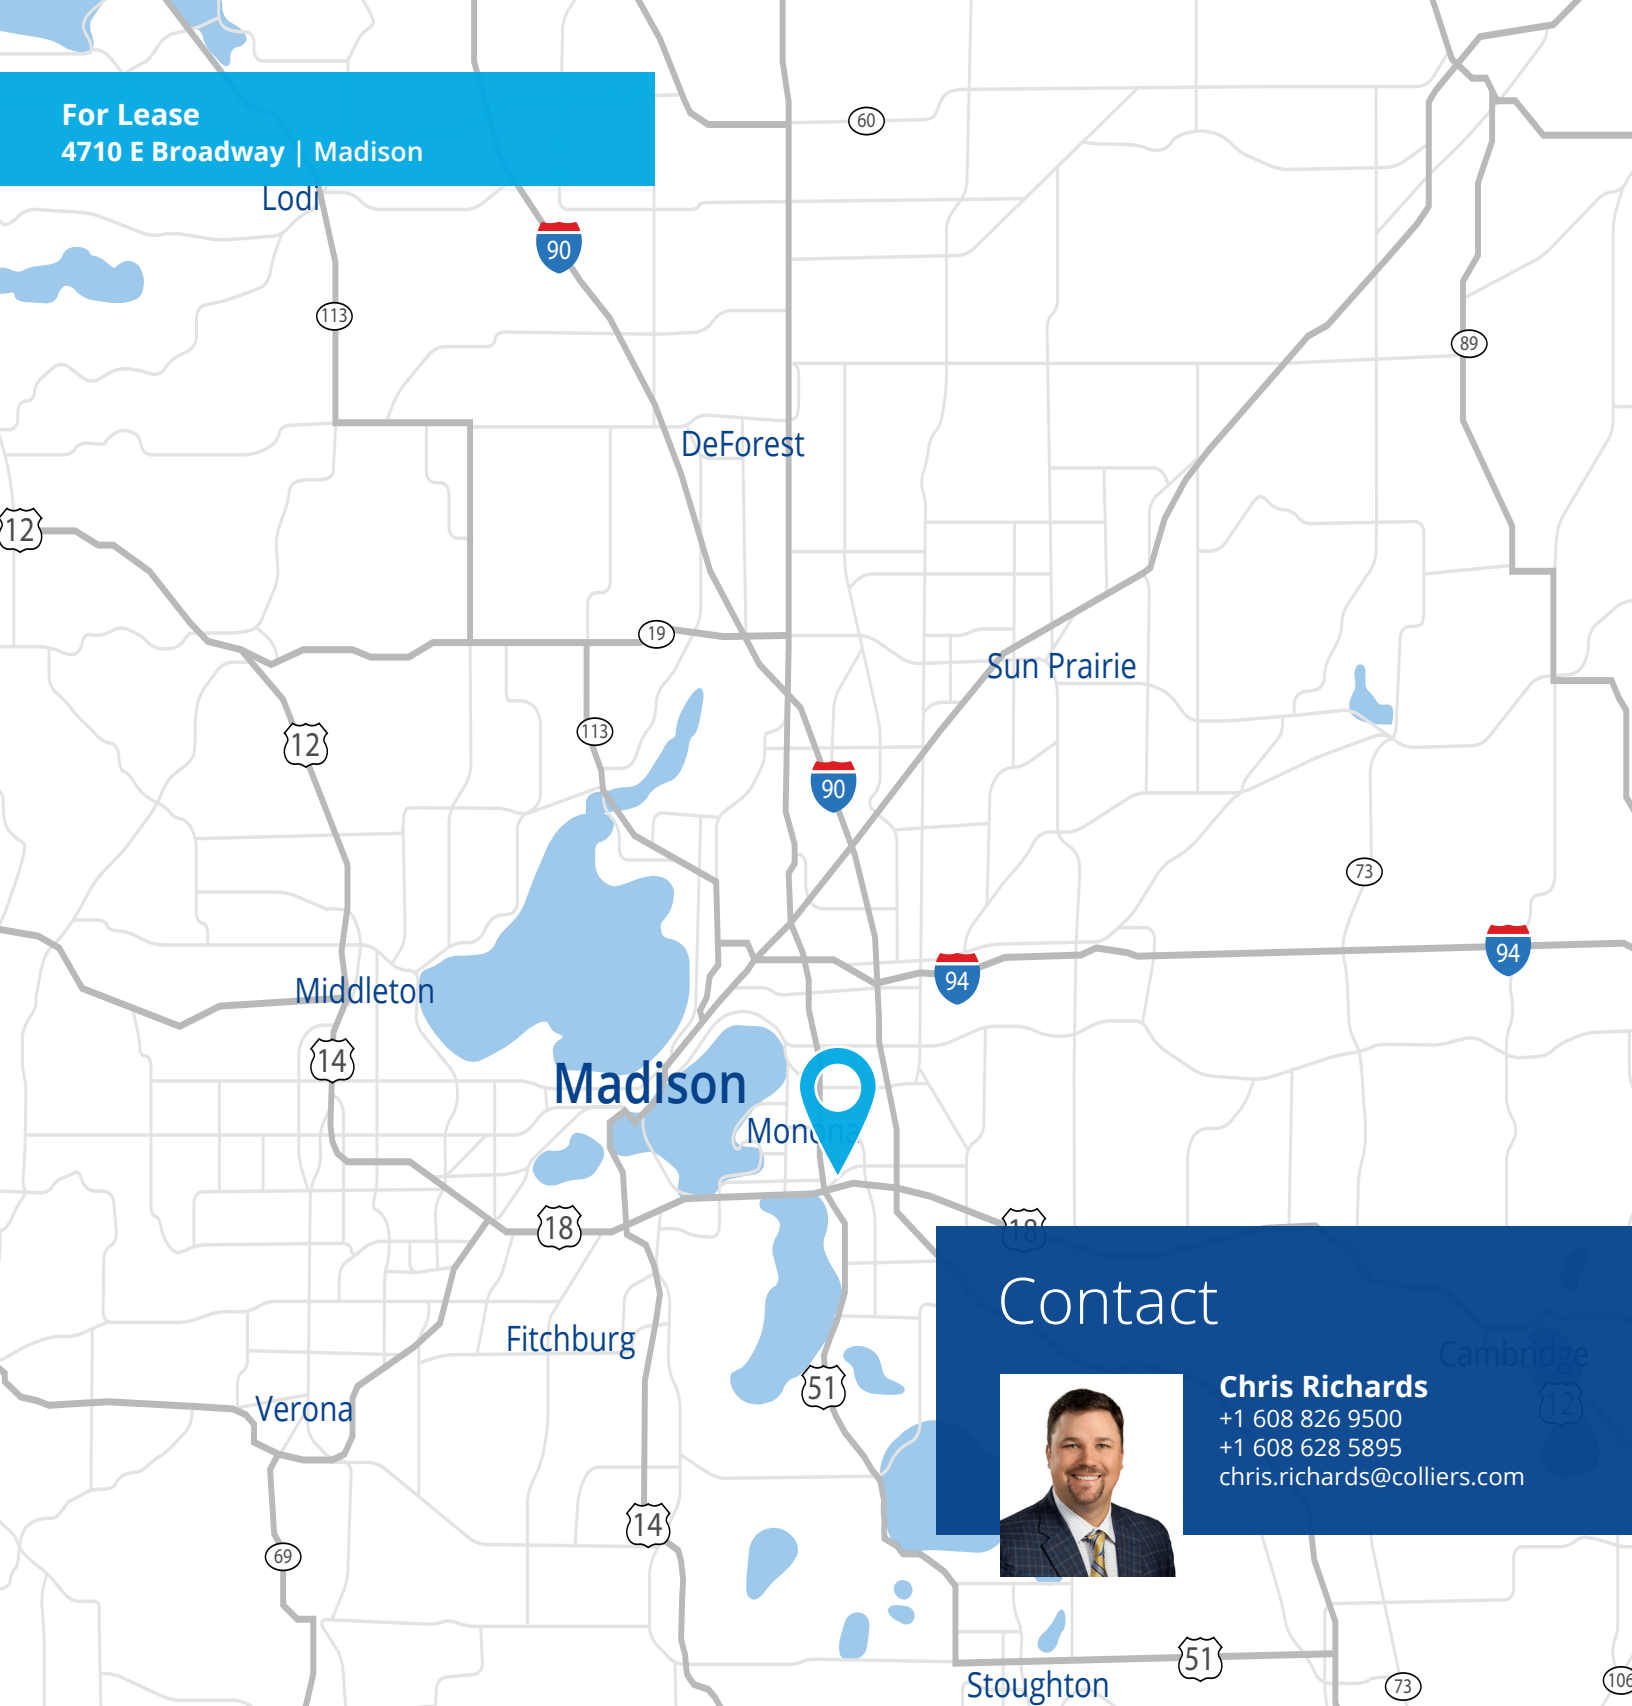 For Lease
4710 E Broadway | Madison
60
Lodi
90
113
89
DeForest
12
19
Sun Prairie
113
12
90
73
94
94
Middleton
14
Madison
Monona
18
18
Contact
Fitchburg
Cambridge
51
Chris Richards
12
Verona
+1 608 826 9500
+1 608 628 5895
chris.richards@colliers.com
14
69
51
Stoughton
73
106